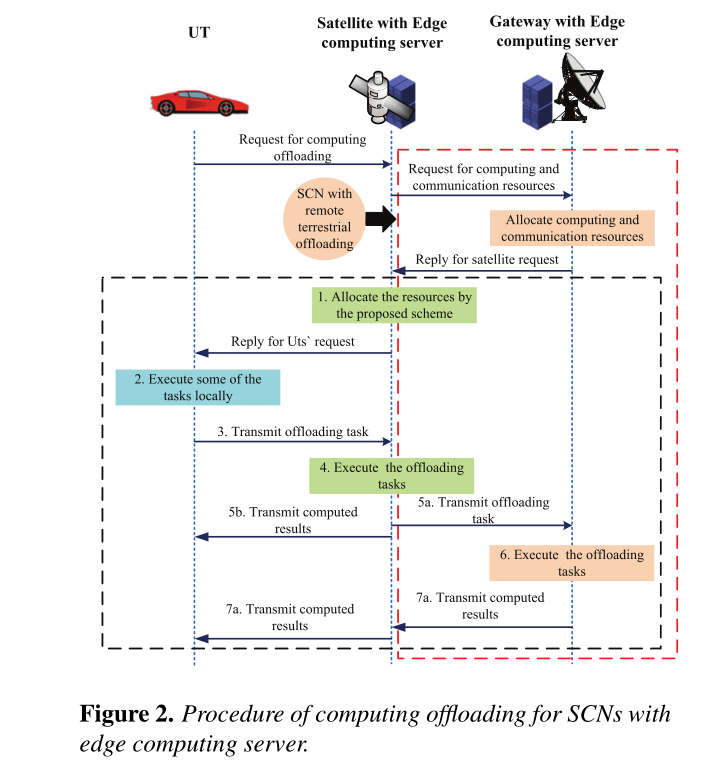 UT
Satellite with Edge
computing server
Gateway with Edge
computing server
Request for computing
offloading
Request for computing and
communication resources
SCN with
remote
terrestrial
offloading
Allocate computing and
communication resources
Reply for satellite request
1. Allocate the resources by
the proposed scheme
Reply for Uts` request
2. Execute some of the
tasks locally
3. Transmit offloading task
4. Execute the offloading
tasks
5b. Transmit computed
results
5a. Transmit offloading
task
6. Execute the offloading
tasks
7a. Transmit computed
results
7a. Transmit computed
results
Figure 2. Procedure of computing offloading for SCNs with
edge computing server.